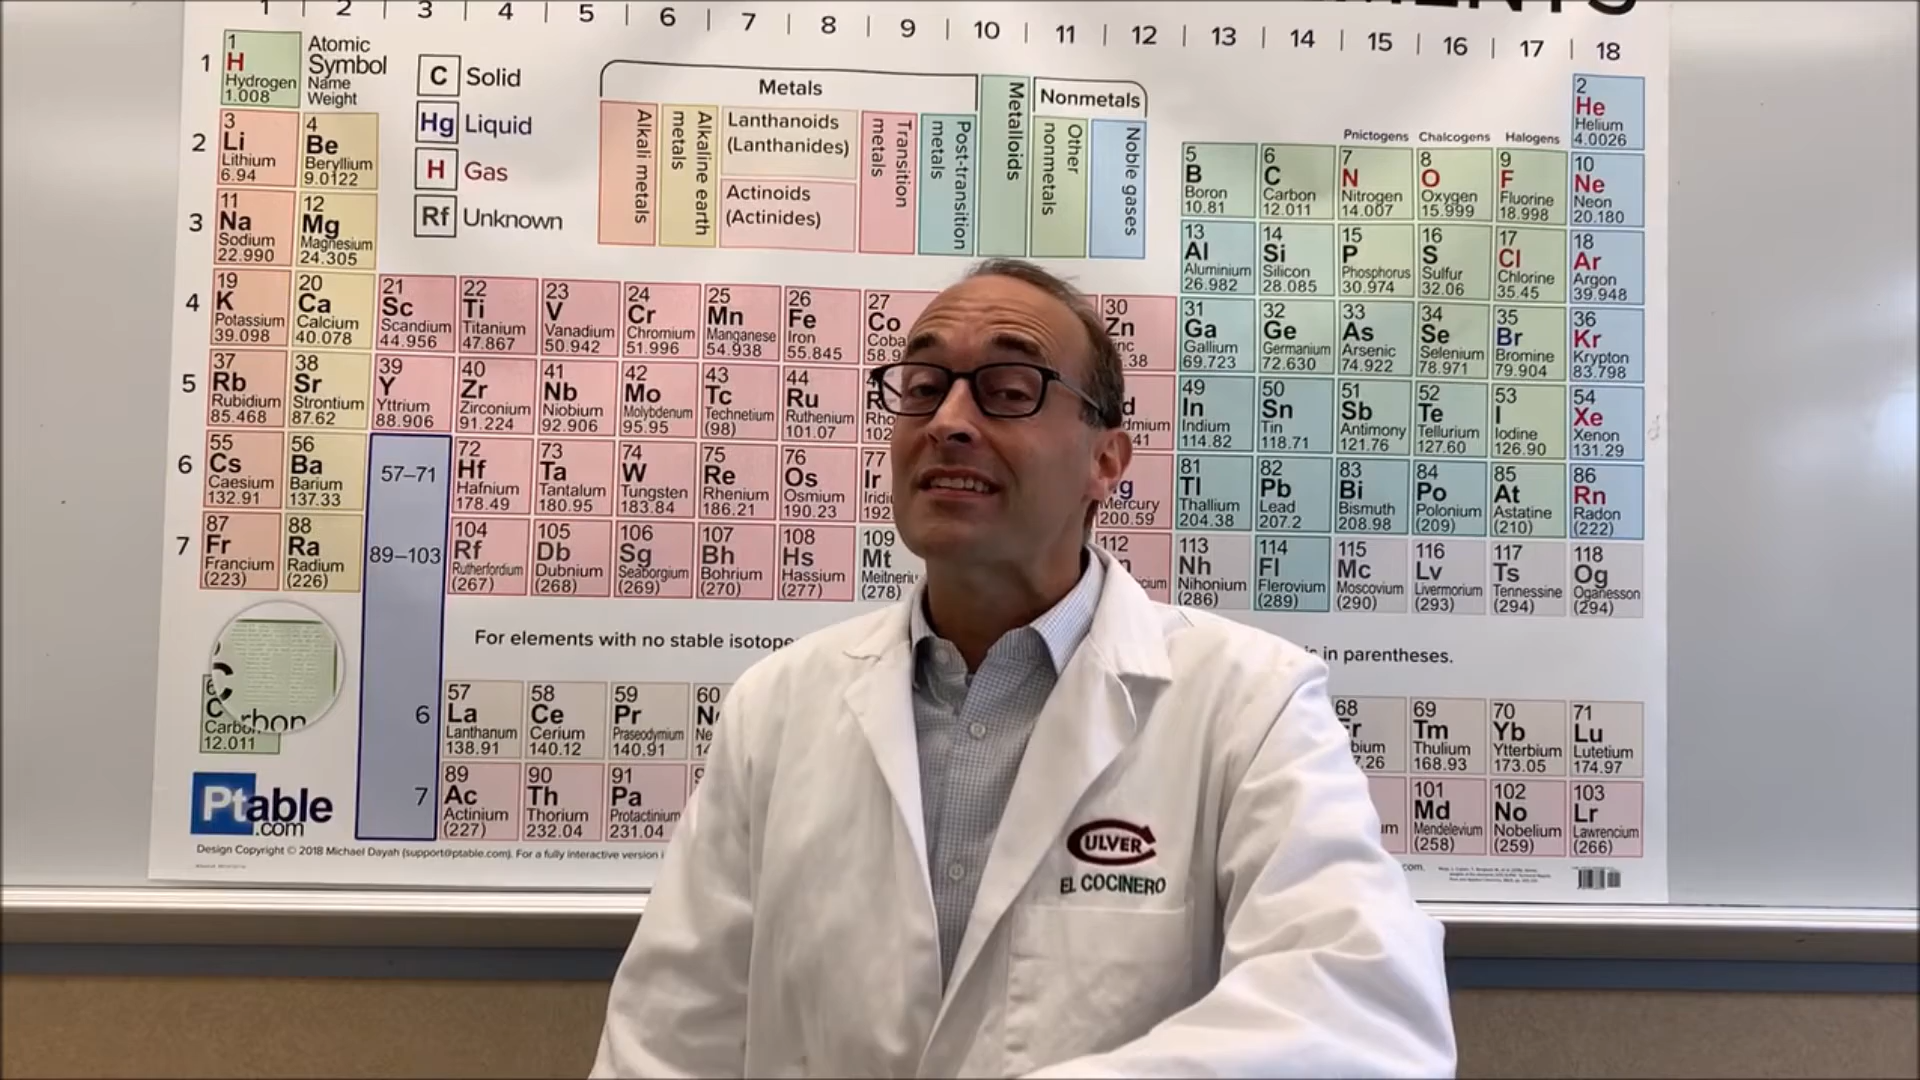 1 2 3 4 5 6 7 8 9 10 11 12 13 14 15 16 17 18
1
1
H
Hydrogen
1.008
Atomic
Symbol
Name
Weight
C Solid
Hg Liquid
H Gas
Rf Unknown
Metals
Alkali metals
Alkaline earth
metals
Lanthanoids
(Lanthanides)
Actinoids
(Actinides)
Transition
metals
Post-transition
metals
Metalloids
Nonmetals
Other
nonmetals
Noble gases
Pnictogens Chalcogens Halogens
2
He
Helium
4.0026
2
3
Li
Lithium
6.94
4
Be
Beryllium
9.0122
5
B
Boron
10.81
6
C
Carbon
12.011
7
N
Nitrogen
14.007
8
O
Oxygen
15.999
9
F
Fluorine
18.998
10
Ne
Neon
20.180
3
11
Na
Sodium
22.990
12
Mg
Magnesium
24.305
13
Al
Aluminium
26.982
14
Si
Silicon
28.085
15
P
Phosphorus
30.974
16
S
Sulfur
32.06
17
Cl
Chlorine
35.45
18
Ar
Argon
39.948
4
19
K
Potassium
39.098
20
Ca
Calcium
40.078
21
Sc
Scandium
44.956
22
Ti
Titanium
47.867
23
V
Vanadium
50.942
24
Cr
Chromium
51.996
25
Mn
Manganese
54.938
26
Fe
Iron
55.845
27
Co
30
Zn
31
Ga
Gallium
69.723
32
Ge
Germanium
72.630
33
As
Arsenic
74.922
34
Se
Selenium
78.971
35
Br
Bromine
79.904
36
Kr
Krypton
83.798
5
37
Rb
Rubidium
85.468
38
Sr
Strontium
87.62
39
Y
Yttrium
88.906
40
Zr
Zirconium
91.224
41
Nb
Niobium
92.906
42
Mo
Molybdenum
95.95
43
Tc
Technetium
(98)
44
Ru
Ruthenium
101.07
49
In
Indium
114.82
50
Sn
Tin
118.71
51
Sb
Antimony
121.76
52
Te
Tellurium
127.60
53
I
Iodine
126.90
54
Xe
Xenon
131.29
6
55
Cs
Caesium
132.91
56
Ba
Barium
137.33
57–71
72
Hf
Hafnium
178.49
73
Ta
Tantalum
180.95
74
W
Tungsten
183.84
75
Re
Rhenium
186.21
76
Os
Osmium
190.23
77
Ir
Mercury
200.59
81
Tl
Thallium
204.38
82
Pb
Lead
207.2
83
Bi
Bismuth
208.98
84
Po
Polonium
(209)
85
At
Astatine
(210)
86
Rn
Radon
(222)
7
87
Fr
Francium
(223)
88
Ra
Radium
(226)
89–103
104
Rf
Rutherfordium
(267)
105
Db
Dubnium
(268)
106
Sg
Seaborgium
(269)
107
Bh
Bohrium
(270)
108
Hs
Hassium
(277)
109
Mt
(278)
112
113
Nh
Nihonium
(286)
114
Fl
Flerovium
(289)
115
Mc
Moscovium
(290)
116
Lv
Livermorium
(293)
117
Ts
Tennessine
(294)
118
Og
Oganesson
(294)
For elements with no stable in parentheses.
C
Carbon
12.011
6
57
La
Lanthanum
138.91
58
Ce
Cerium
140.12
59
Pr
Praseodymium
140.91
60
68
69
Tm
Thulium
168.93
70
Yb
Ytterbium
173.05
71
Lu
Lutetium
174.97
7
89
Ac
Actinium
(227)
90
Th
Thorium
232.04
91
Pa
Protactinium
231.04
101
Md
Mendelevium
(258)
102
No
Nobelium
(259)
103
Lr
Lawrencium
(266)
Ptable
.com
Design Copyright © 2018 Michael Dayah (support@ptable.com). For a fully interactive version
CULVER
EL COCINERO